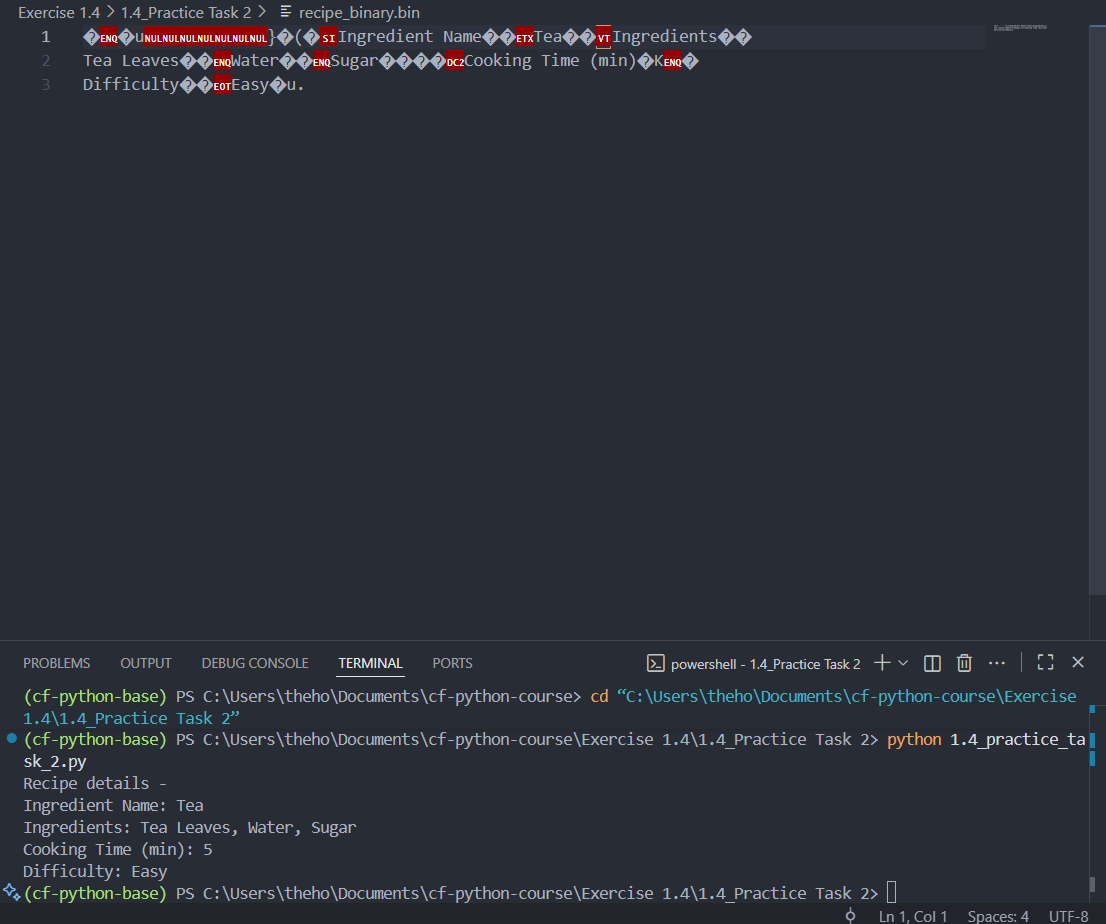 Exercise 1.4 > 1.4_Practice Task 2 > recipe_binary.bin
1 �ENQ�uNULNULNULNULNULNULNUL}�(�SIIngredient Name��ETXTea��VTIngredients��
2 Tea Leaves��ENQWater��ENQSugar����DC2Cooking Time (min)�KENQ�
3 Difficulty��EOTEasy�u.
PROBLEMS OUTPUT DEBUG CONSOLE TERMINAL PORTS powershell - 1.4_Practice Task 2
(cf-python-base) PS C:\Users\theho\Documents\cf-python-course> cd “C:\Users\theho\Documents\cf-python-course\Exercise
1.4\1.4_Practice Task 2”
(cf-python-base) PS C:\Users\theho\Documents\cf-python-course\Exercise 1.4\1.4_Practice Task 2> python 1.4_practice_ta
sk_2.py
Recipe details -
Ingredient Name: Tea
Ingredients: Tea Leaves, Water, Sugar
Cooking Time (min): 5
Difficulty: Easy
(cf-python-base) PS C:\Users\theho\Documents\cf-python-course\Exercise 1.4\1.4_Practice Task 2>
Ln 1, Col 1 Spaces: 4 UTF-8